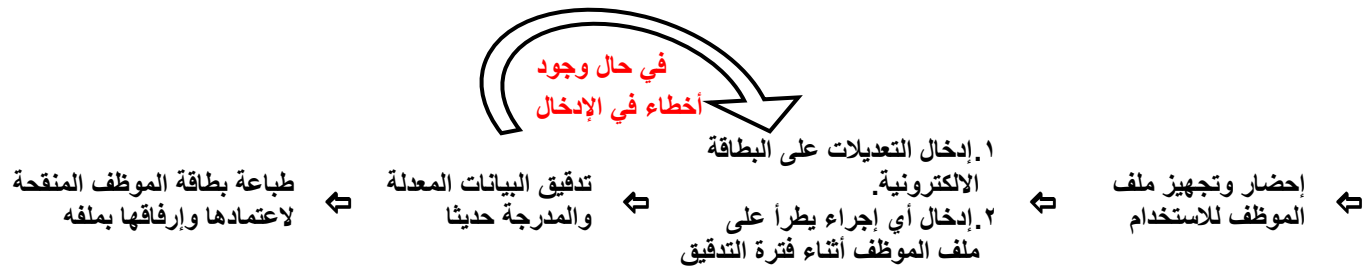 في حال وجود
أخطاء في الإدخال
إحضار وتجهيز ملف
الموظف للاستخدام
١.إدخال التعديلات على البطاقة
الالكترونية.
٢.إدخال أي إجراء يطرأ على
ملف الموظف أثناء فترة التدقيق
تدقيق البيانات المعدلة
والمدرجة حديثا
طباعة بطاقة الموظف المنقحة
لاعتمادها وإرفاقها بملفه